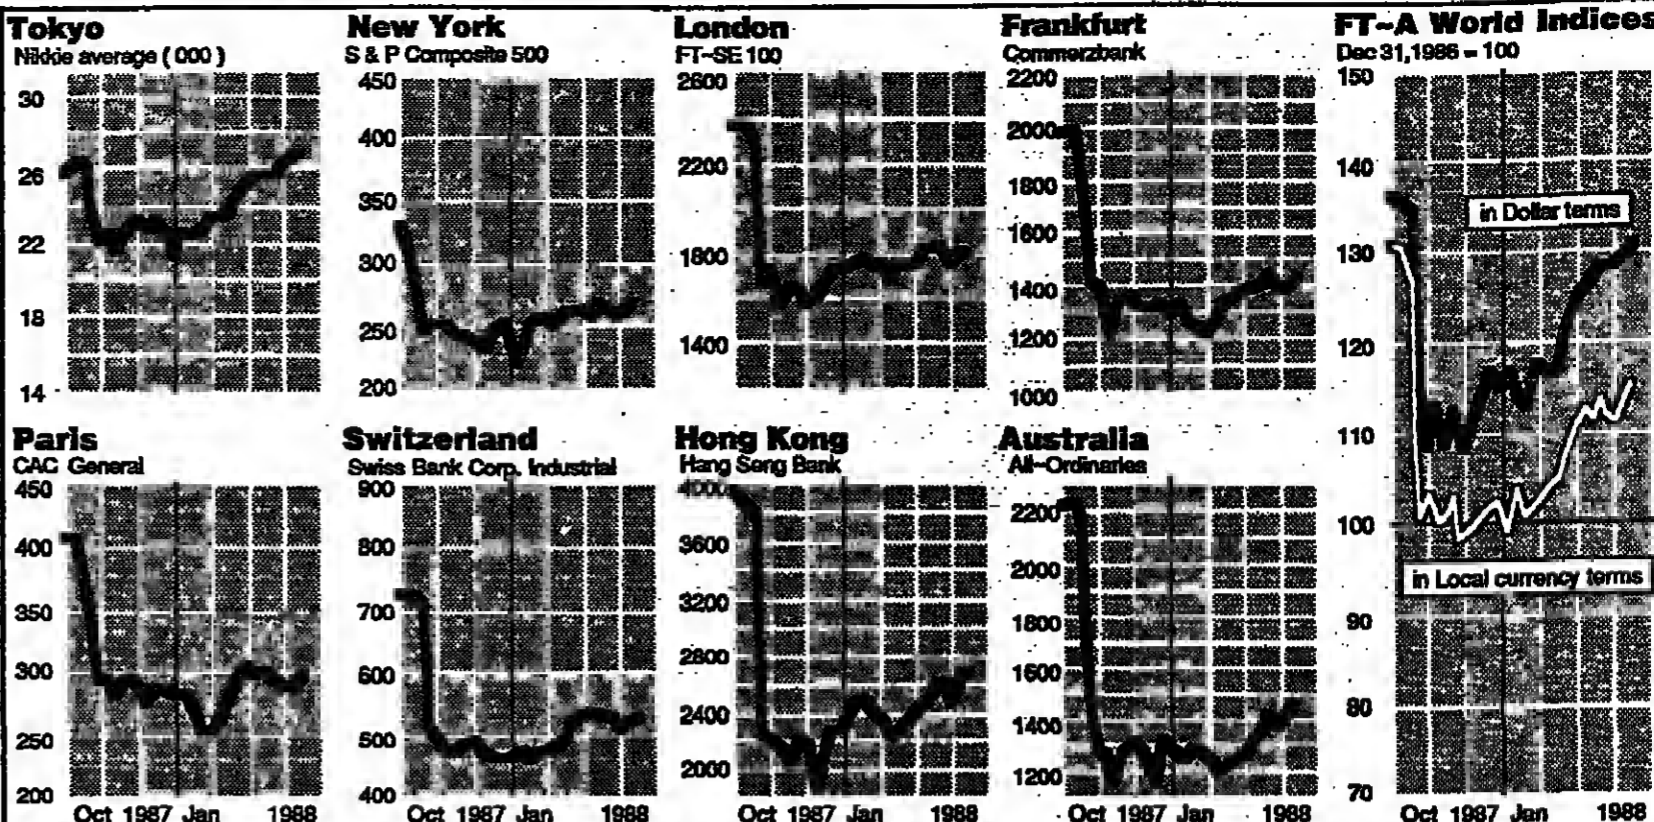 Tokyo
Nikkie average ( 000 )
30
26
22
18
14
New York
S & P Composite 500
450
400
350
300
250
200
London
FT-SE 100
2600
2200
1800
1400
Frankfurt
Commerzbank
2200
2000
1800
1600
1400
1200
1000
FT-A World Indices
Dec 31,1986 = 100
150
140
in Dollar terms
130
120
110
100
in Local currency terms
90
80
70
Oct 1987 Jan 1988
Paris
CAC General
450
400
350
300
250
200
Oct 1987 Jan 1988
Switzerland
Swiss Bank Corp. Industrial
900
800
700
600
500
400
Oct 1987 Jan 1988
Hong Kong
Hang Seng Bank
4000
3600
3200
2800
2400
2000
Oct 1987 Jan 1988
Australia
All-Ordinaries
2200
2000
1800
1600
1400
1200
Oct 1987 Jan 1988